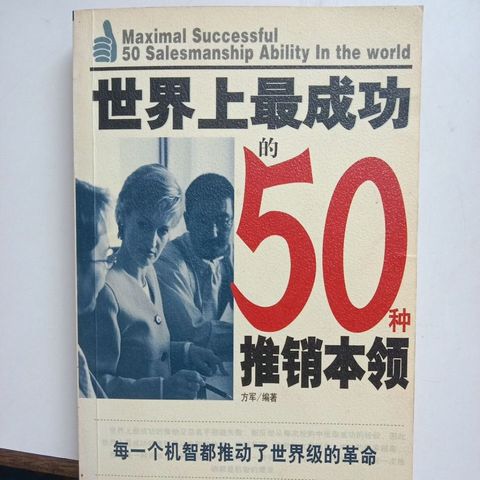 Maximal Successful
50 Salesmanship Ability In the world
世界上最成功
的
50
种
推销本领
方军/编著
每一个机智都推动了世界级的革命